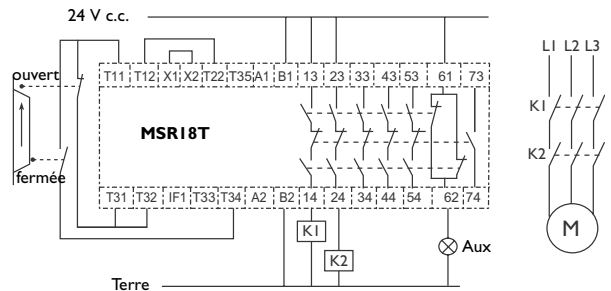 24 V c.c.
L1 L2 L3
T11 T12 X1 X2 T22 T35 A1 B1 13 23 33 43 53 61 73
ouvert
K1
MSR18T
K2
fermée
T31 T32 IF1 T33 T34 A2 B2 14 24 34 44 54 62 74
M
K1
Aux
K2
Terre